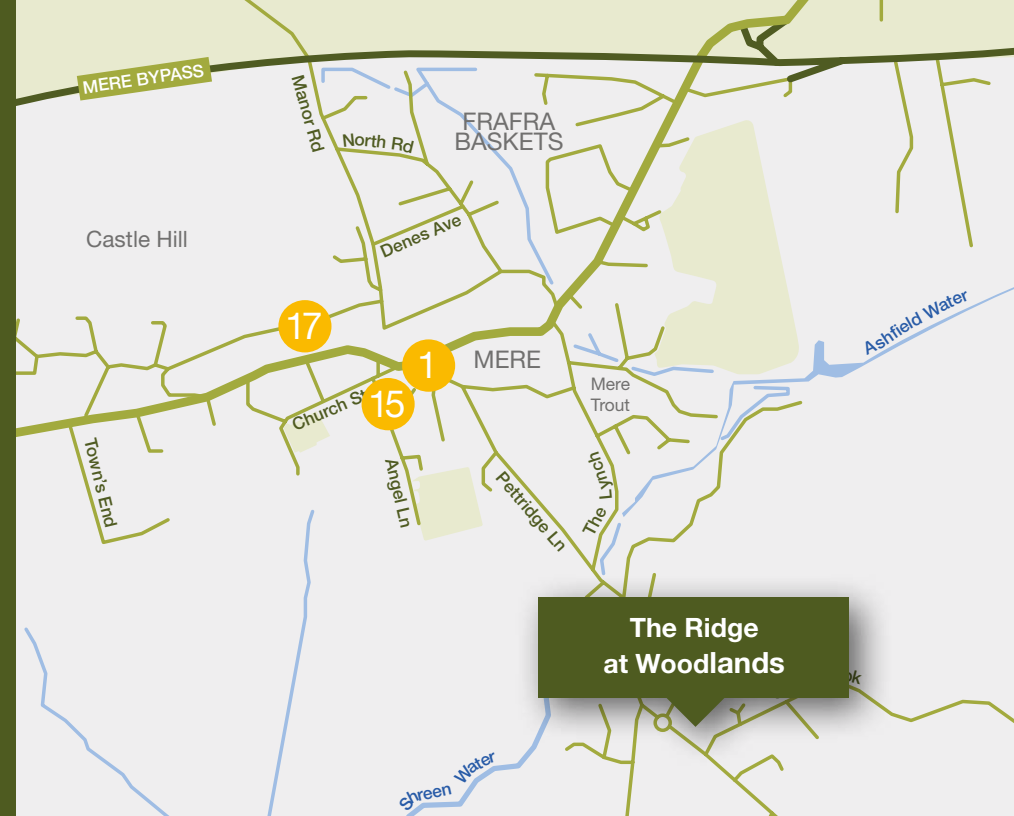 MERE BYPASS
Manor Rd
North Rd
FRAFRA
BASKETS
Castle Hill
Denes Ave
Ashfield Water
17
1
MERE
15
Church St
Mere
Trout
Town's End
Angel Ln
Pettridge Ln
The Lynch
The Ridge
at Woodlands
Shreen Water